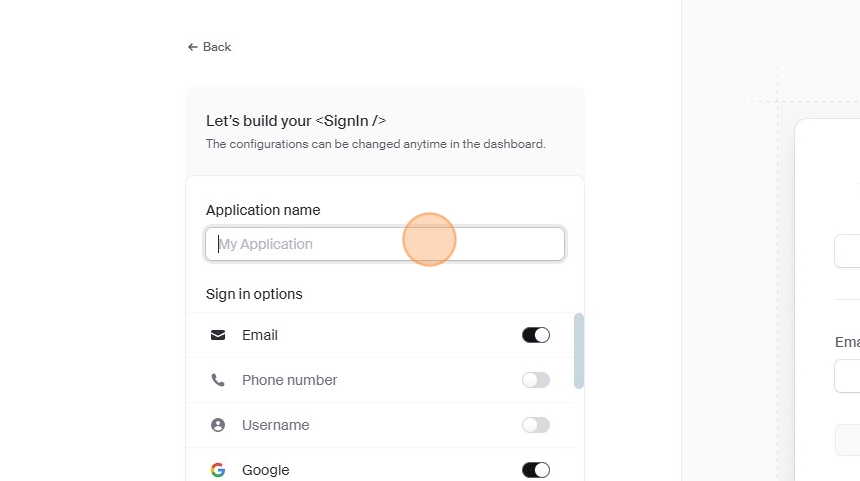 ← Back
Let's build your <SignIn />
The configurations can be changed anytime in the dashboard.
Application name
My Application
Sign in options
Email
Phone number
Username
Google